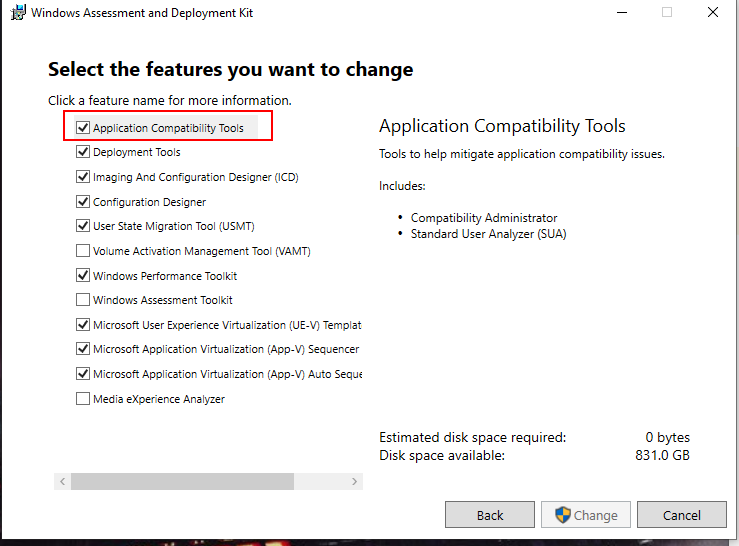 Windows Assessment and Deployment Kit
Select the features you want to change
Click a feature name for more information.
Application Compatibility Tools
Deployment Tools
Imaging And Configuration Designer (ICD)
Configuration Designer
User State Migration Tool (USMT)
Volume Activation Management Tool (VAMT)
Windows Performance Toolkit
Windows Assessment Toolkit
Microsoft User Experience Virtualization (UE-V) Templat
Microsoft Application Virtualization (App-V) Sequencer
Microsoft Application Virtualization (App-V) Auto Seque
Media eXperience Analyzer
Application Compatibility Tools
Tools to help mitigate application compatibility issues.
Includes:
• Compatibility Administrator
• Standard User Analyzer (SUA)
Estimated disk space required: 0 bytes
Disk space available: 831.0 GB
Back Change Cancel